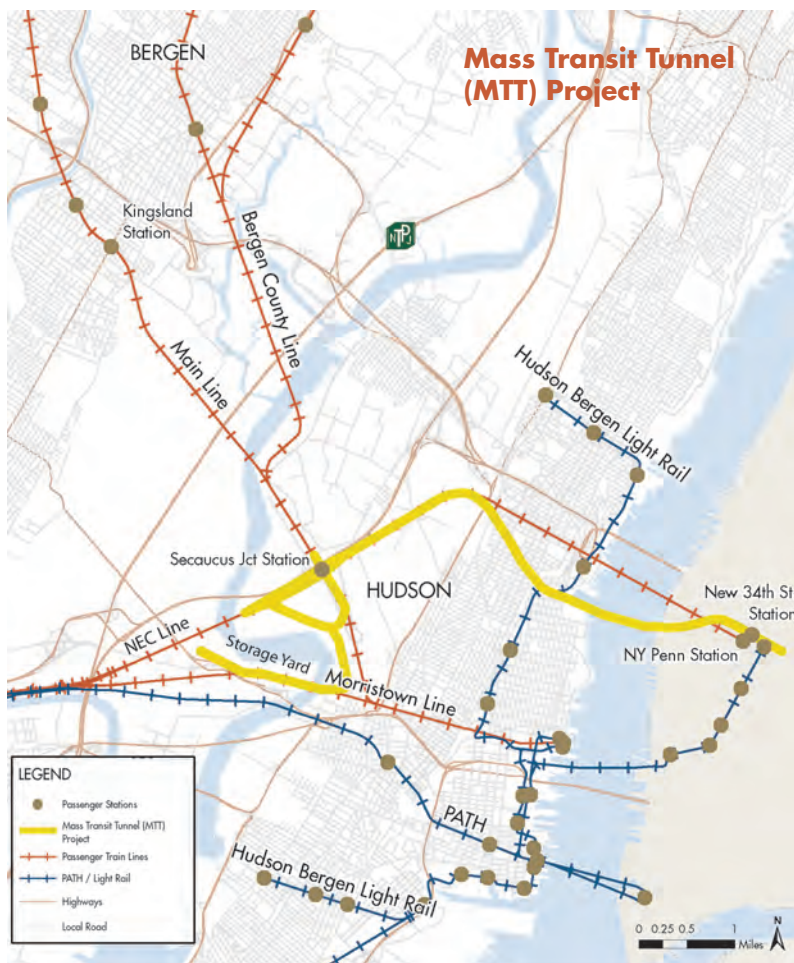 Mass Transit Tunnel
(MTT) Project
BERGEN
Kingsland
Station
Bergen County Line
NTPJ
Main Line
Hudson Bergen Light Rail
Secaucus Jct Station
HUDSON
New 34th St
Station
NEC Line
Storage Yard
NY Penn Station
Morristown Line
LEGEND
Passenger Stations
Mass Transit Tunnel (MTT)
Project
Passenger Train Lines
PATH / Light Rail
Highways
Local Road
PATH
Hudson Bergen Light Rail
N
0 0.25 0.5 1
Miles